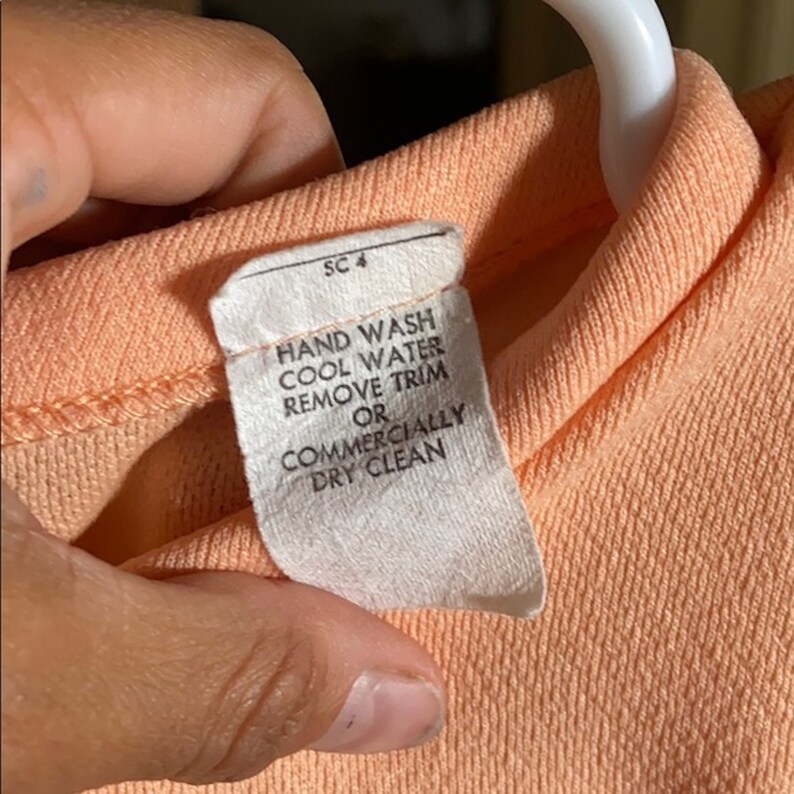 SC 4
HAND WASH
COOL WATER
REMOVE TRIM
OR
COMMERCIALLY
DRY CLEAN